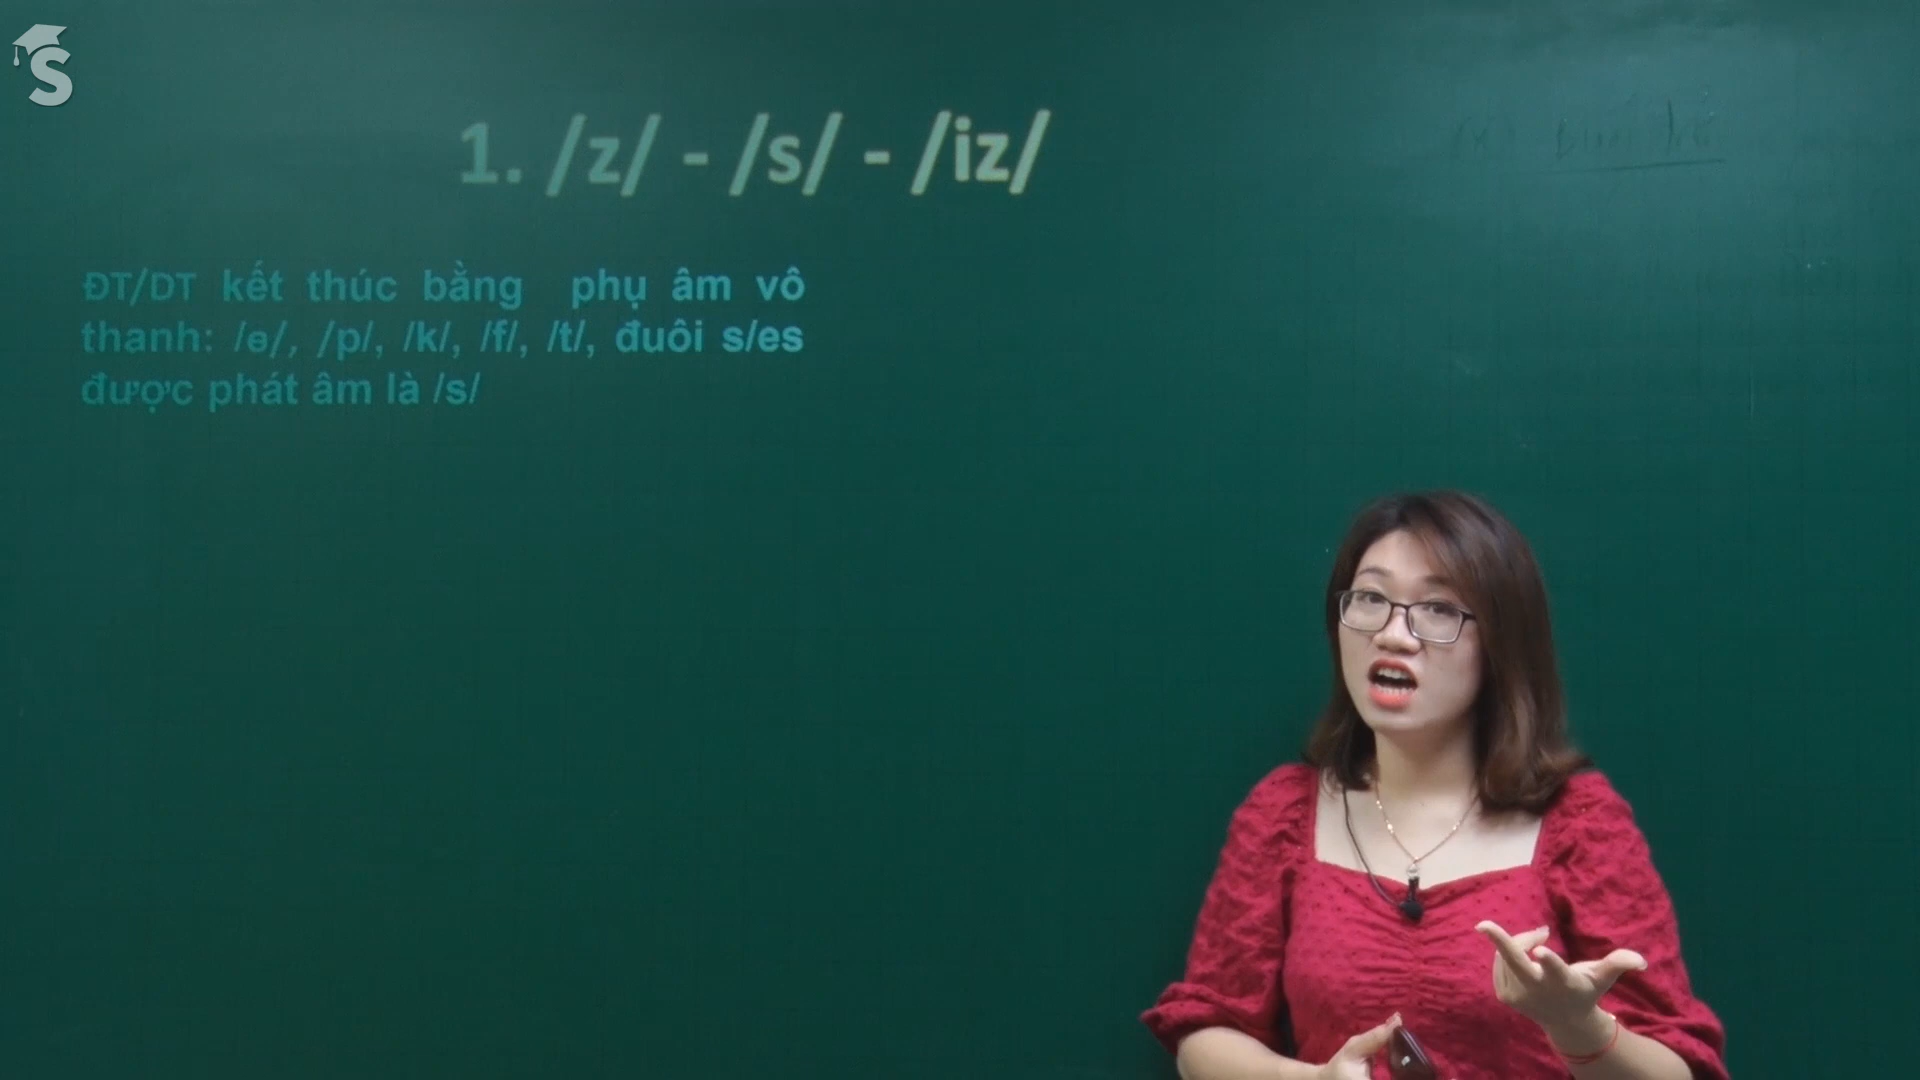 S
1. /z/ - /s/ - /iz/
ĐT/DT kết thúc bằng phụ âm vô
thanh: /ɵ/, /p/, /k/, /f/, /t/, đuôi s/es
được phát âm là /s/